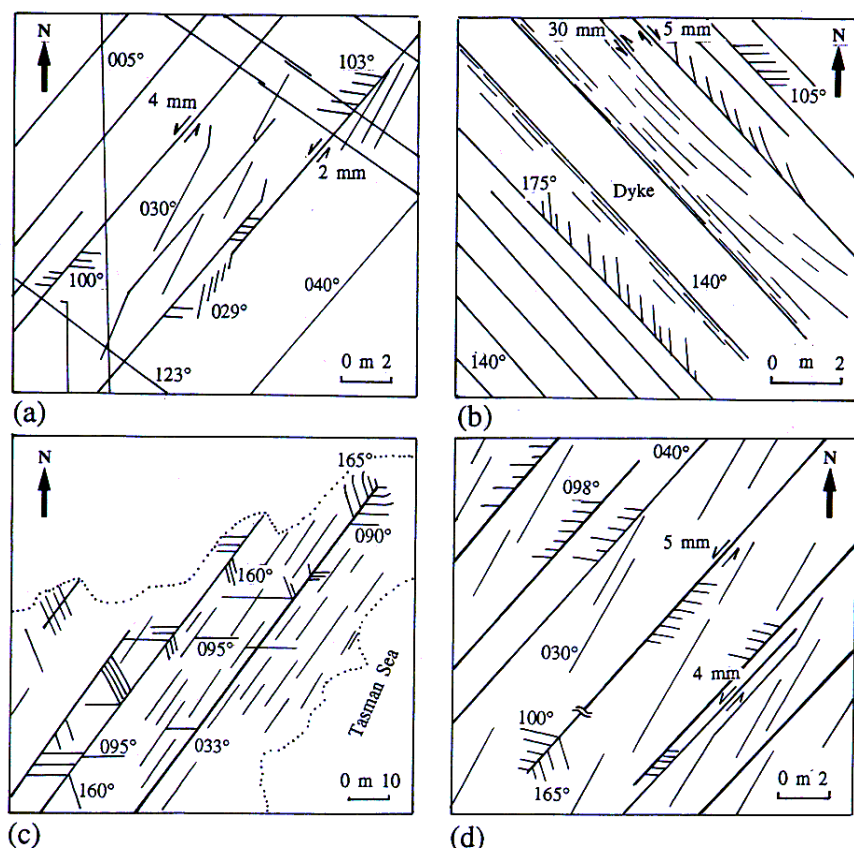 N
005°
103°
4 mm
2 mm
030°
100°
029°
040°
123°
0 m 2
(a)
30 mm
5 mm
N
105°
175°
Dyke
140°
140°
0 m 2
(b)
N
165°
090°
160°
095°
Tasman Sea
095°
033°
160°
0 m 10
(c)
040°
N
098°
5 mm
030°
4 mm
100°
165°
0 m 2
(d)